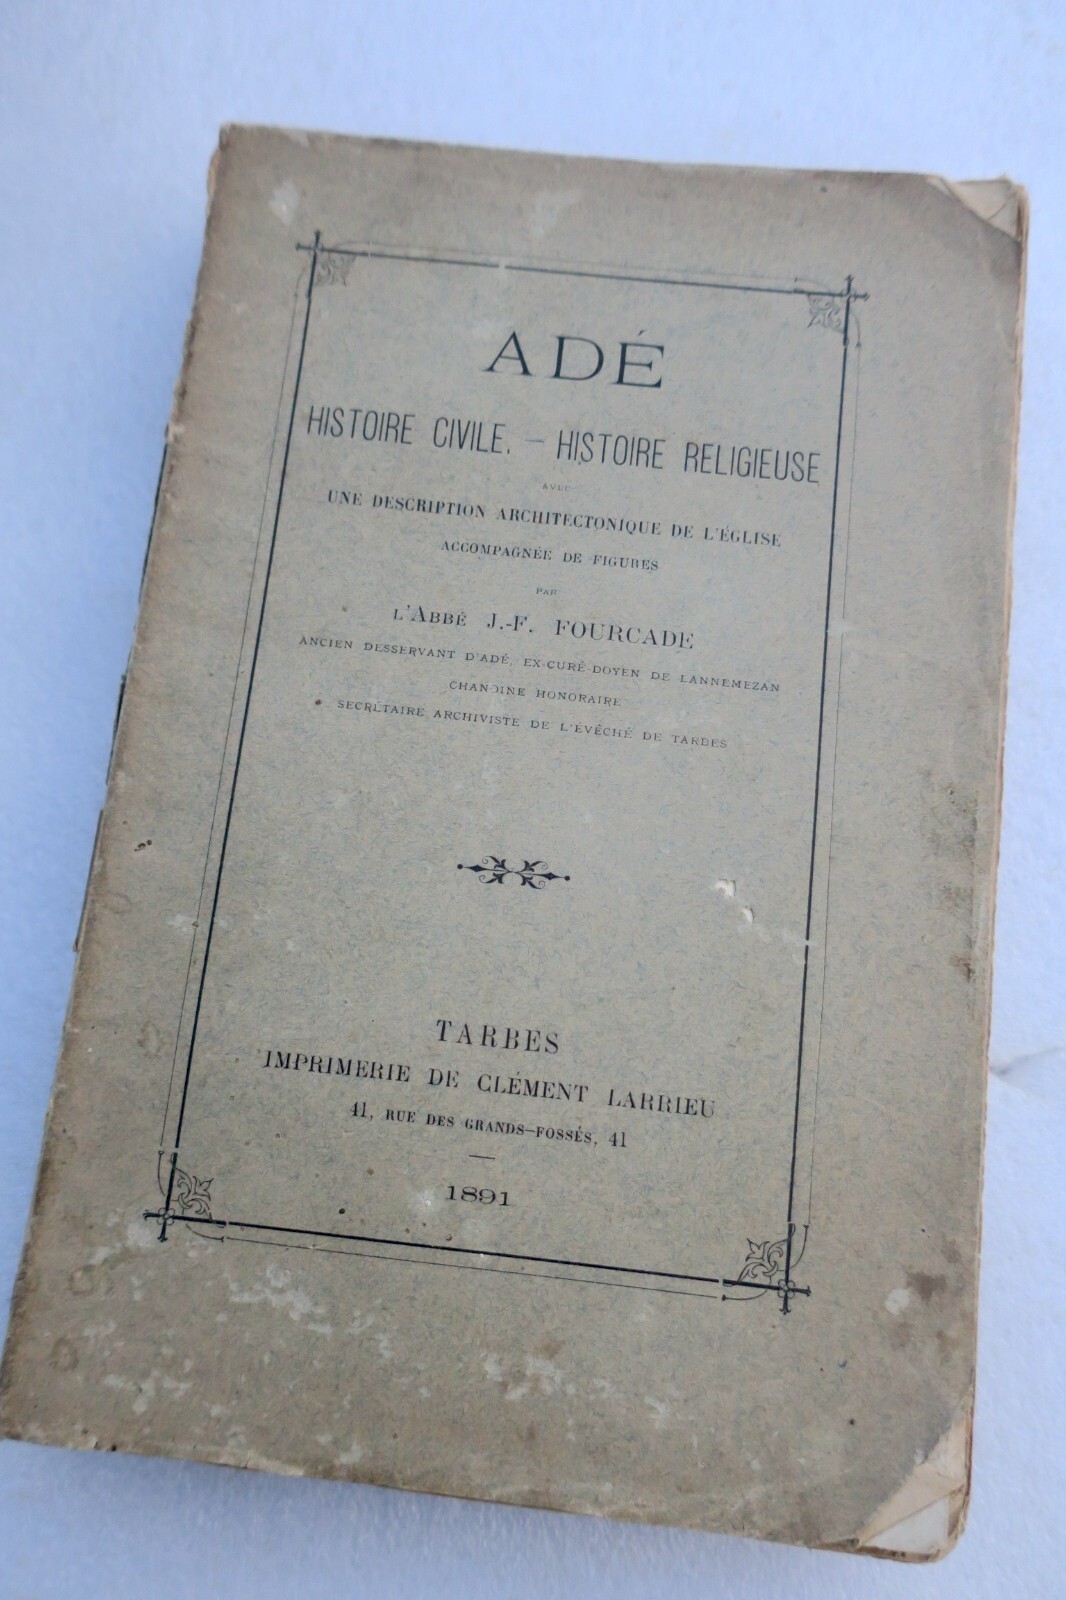 ADÉ
HISTOIRE CIVILE. — HISTOIRE RELIGIEUSE
AVEC
UNE DESCRIPTION ARCHITECTONIQUE DE L'ÉGLISE
ACCOMPAGNÉE DE FIGURES
PAR
L'ABBÉ J.-F. FOURCADE
ANCIEN DESSERVANT D'ADÉ, EX-CURÉ-DOYEN DE LANNEMEZAN
CHANOINE HONORAIRE
SECRÉTAIRE ARCHIVISTE DE L'ÉVÊCHÉ DE TARBES
TARBES
IMPRIMERIE DE CLÉMENT LARRIEU
41, RUE DES GRANDS-FOSSÉS, 41
1891